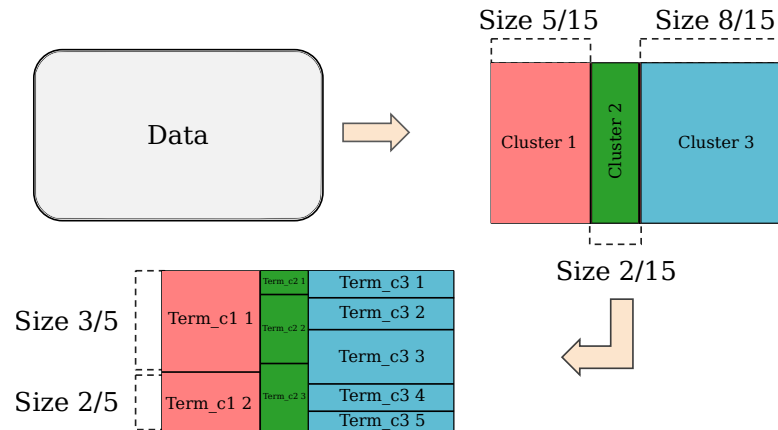 Size 5/15
Size 8/15
Data
Cluster 1
Cluster 2
Cluster 3
Size 2/15
Size 3/5
Size 2/5
Term_c1 1
Term_c1 2
Term_c2 1
Term_c2 2
Term_c2 3
Term_c3 1
Term_c3 2
Term_c3 3
Term_c3 4
Term_c3 5